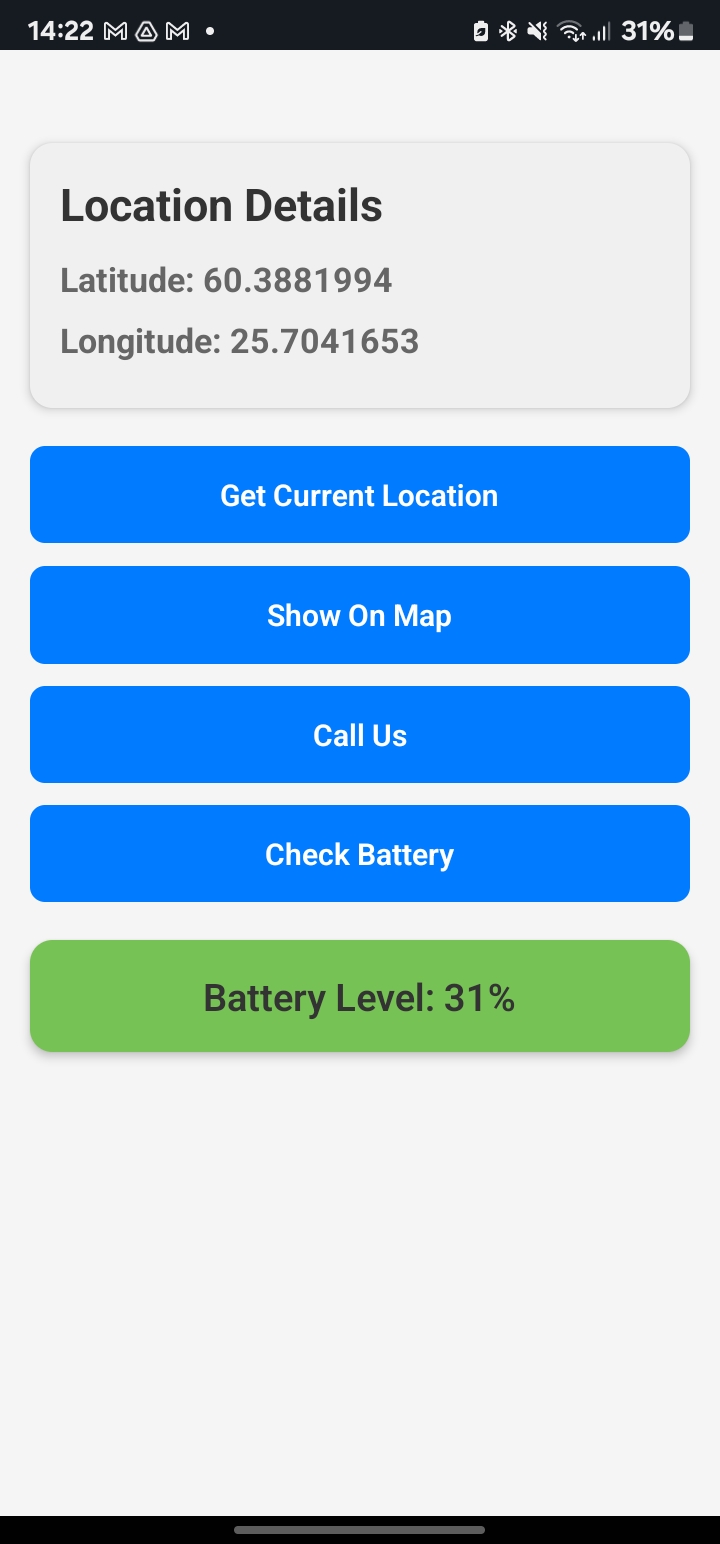 14:22 31%
Location Details
Latitude: 60.3881994
Longitude: 25.7041653
Get Current Location
Show On Map
Call Us
Check Battery
Battery Level: 31%